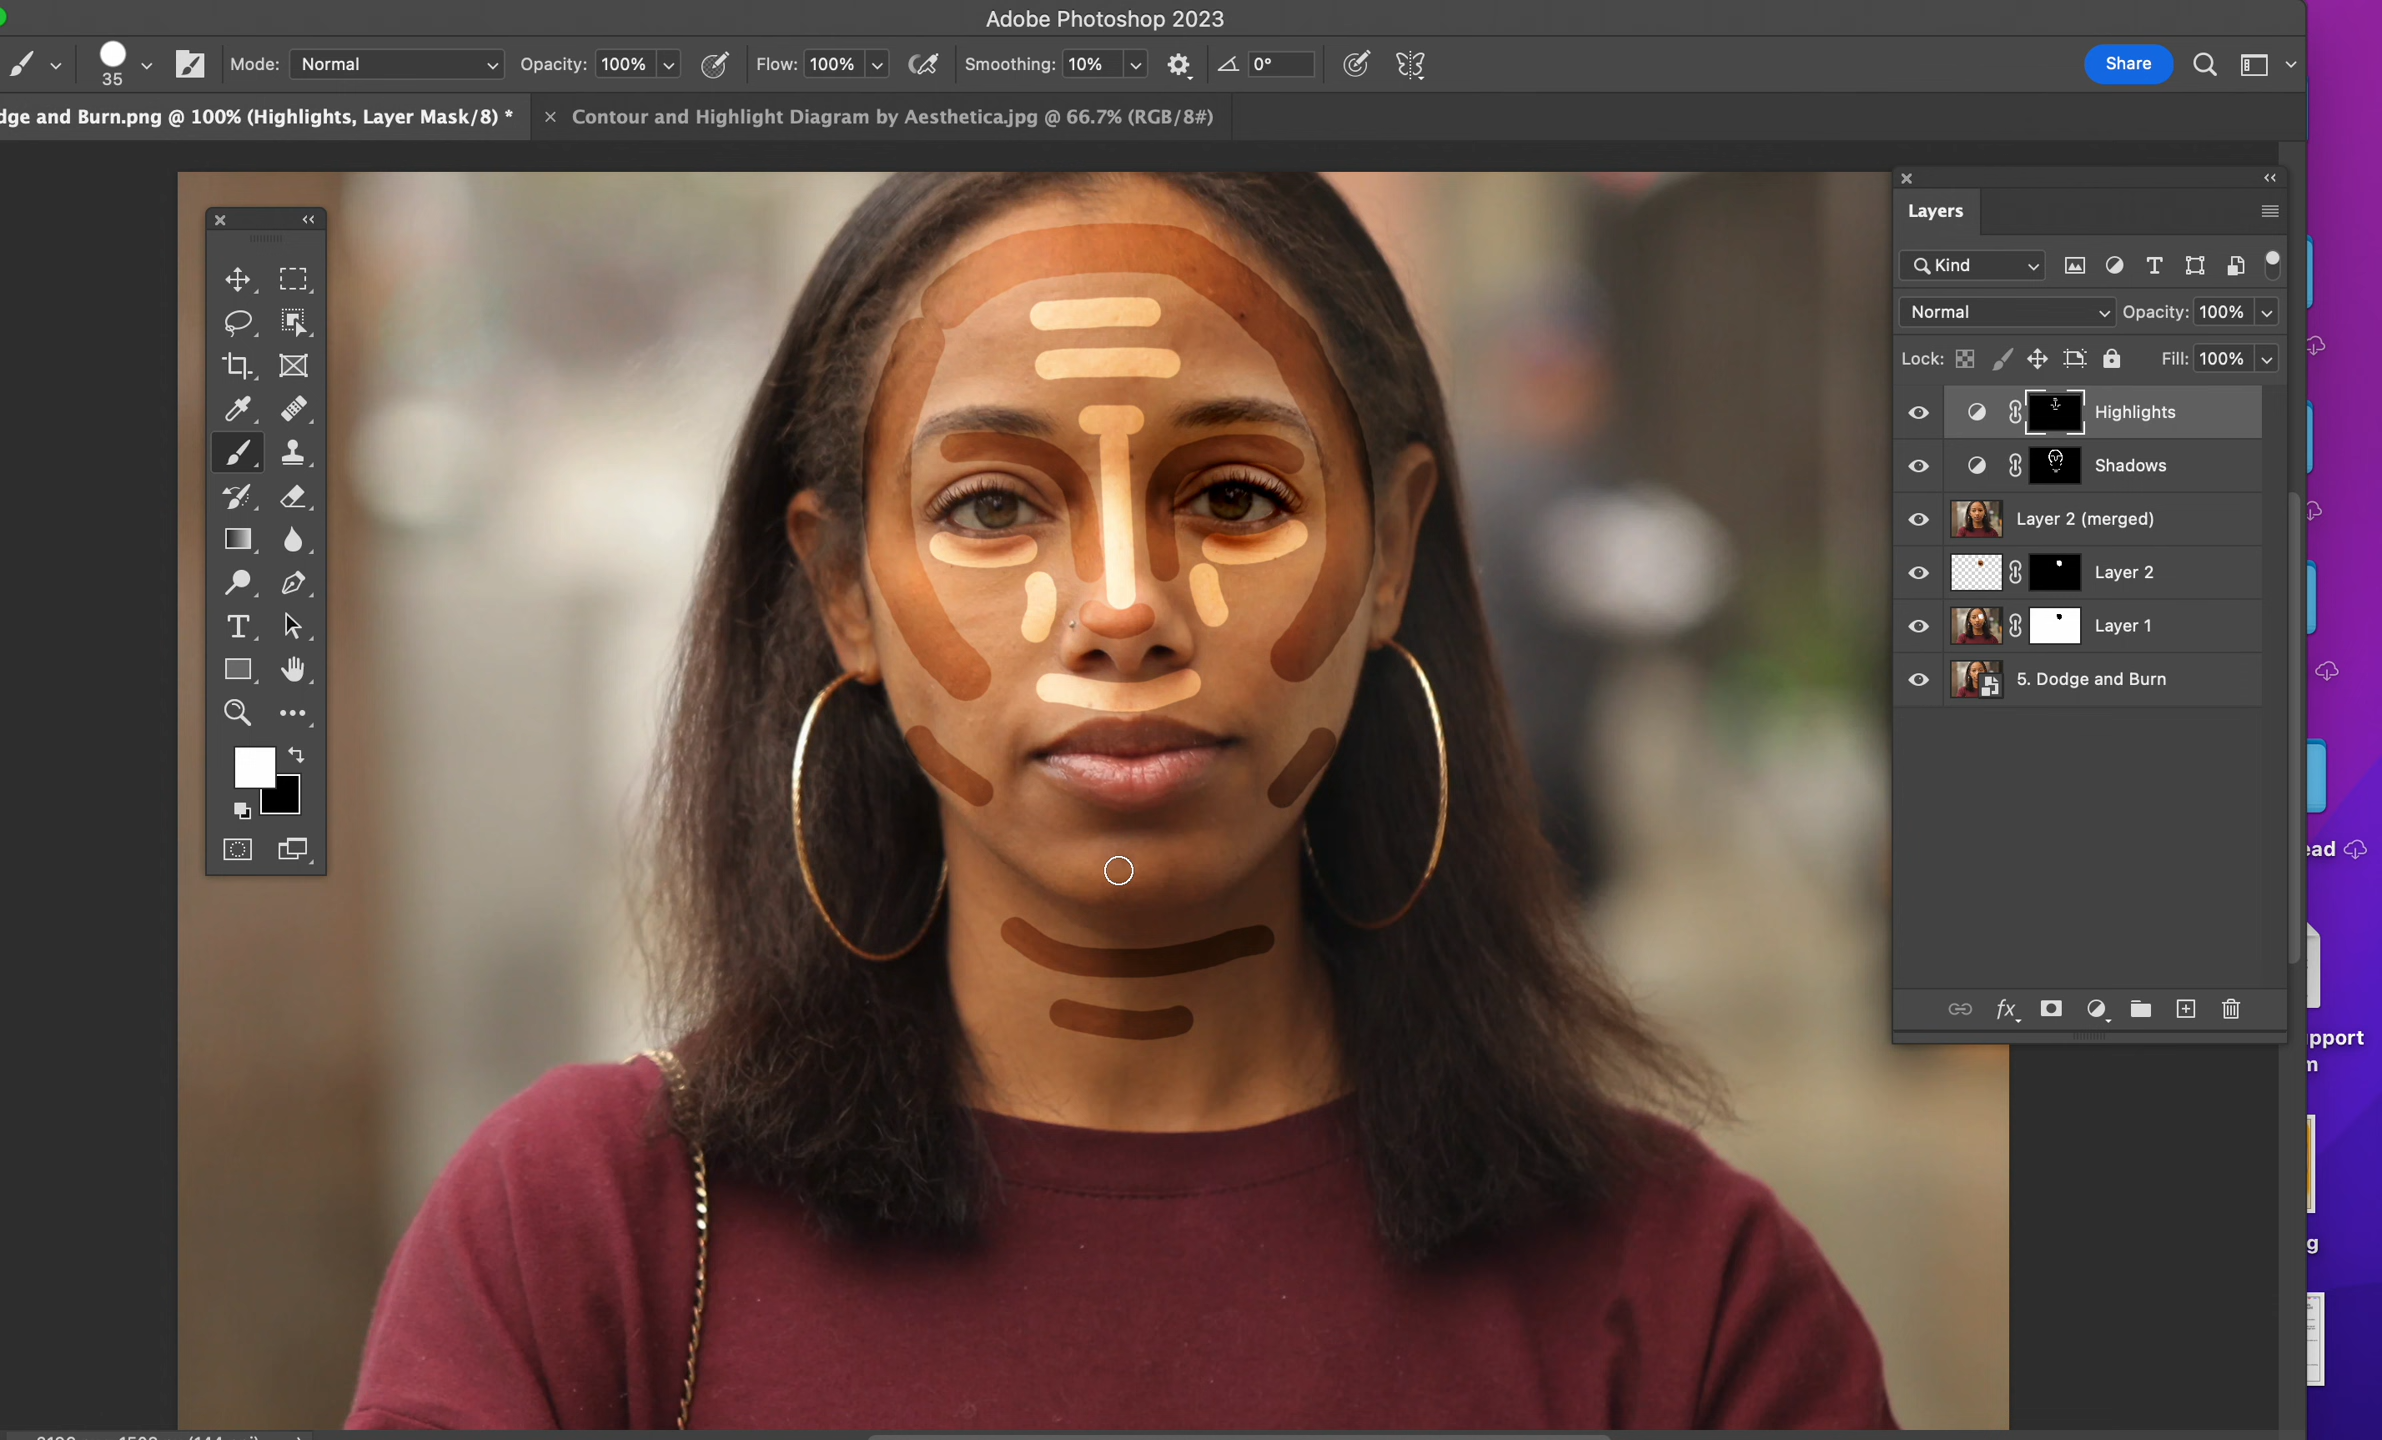 Adobe Photoshop 2023
35 Mode: Normal Opacity: 100% Flow: 100% Smoothing: 10% 0° Share
dge and Burn.png @ 100% (Highlights, Layer Mask/8) * × Contour and Highlight Diagram by Aesthetica.jpg @ 66.7% (RGB/8#)
Layers
Kind
Normal Opacity: 100%
Lock: Fill: 100%
Highlights
Shadows
Layer 2 (merged)
Layer 2
Layer 1
5. Dodge and Burn
fx
ead
pport
m
g